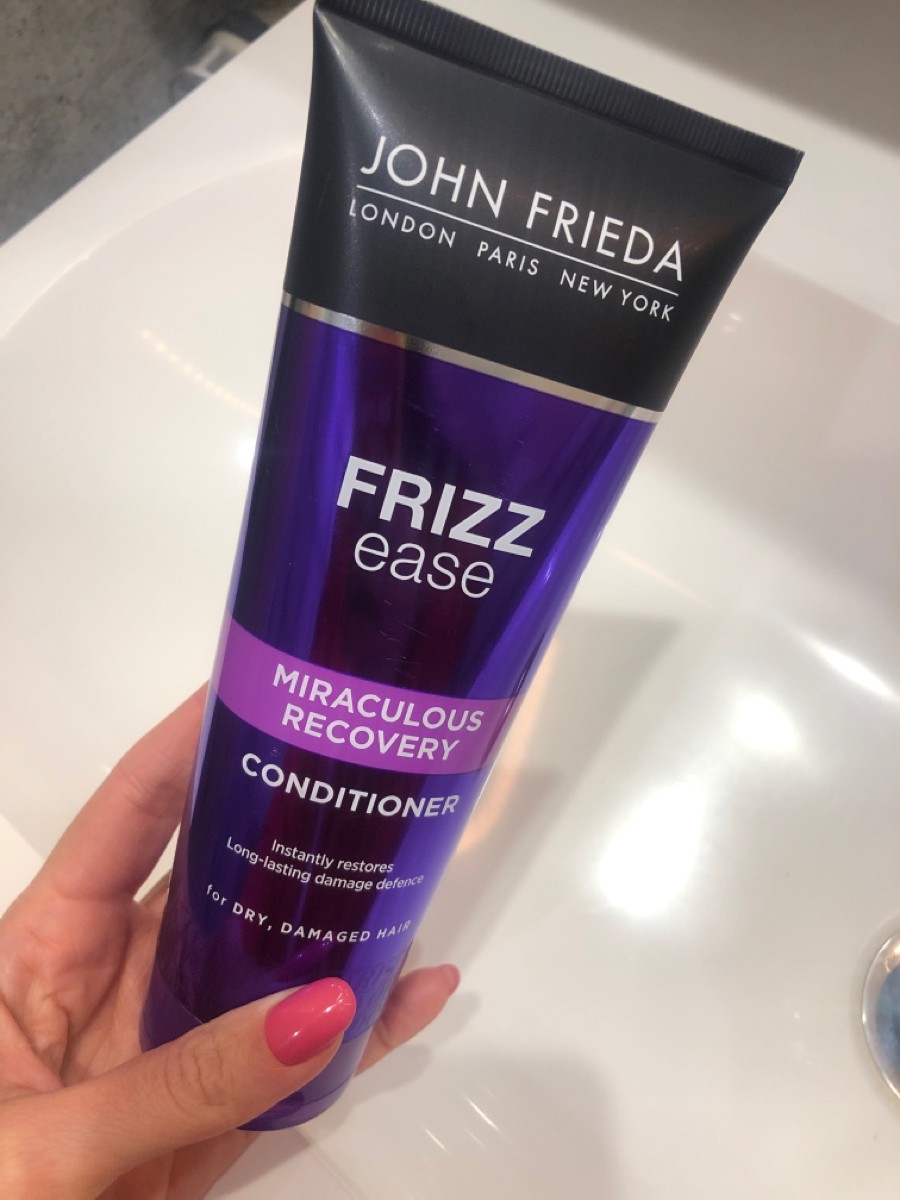 JOHN FRIEDA
LONDON PARIS NEW YORK
FRIZZ
ease
MIRACULOUS
RECOVERY
CONDITIONER
Instantly restores
Long-lasting damage defence
for DRY, DAMAGED HAIR